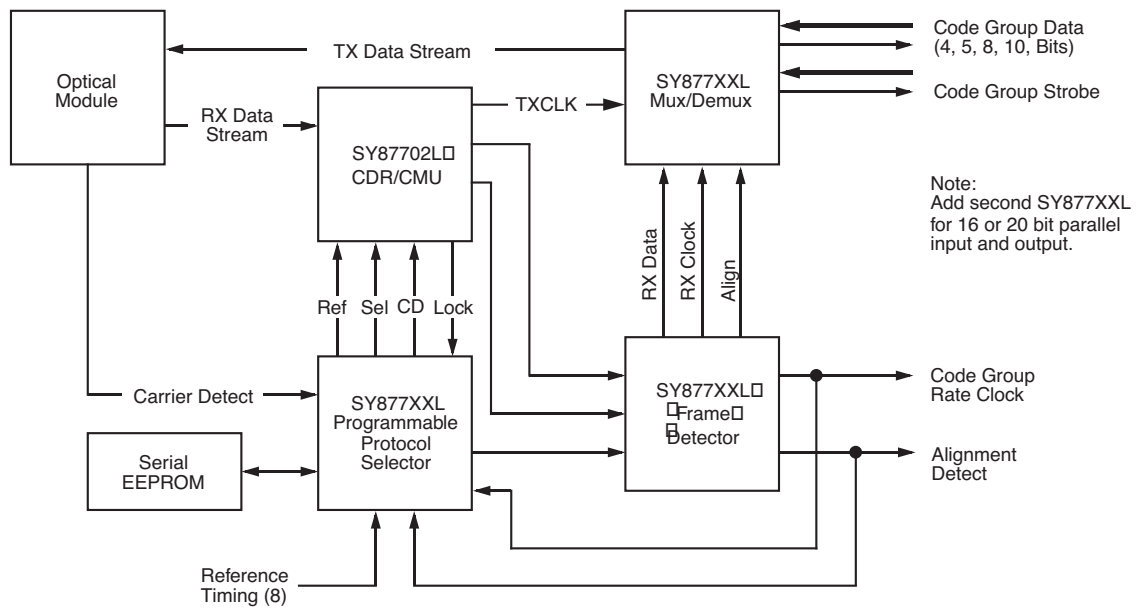 Optical
Module
TX Data Stream
RX Data
Stream
SY87702L□
CDR/CMU
TXCLK
SY877XXL
Mux/Demux
Code Group Data
(4, 5, 8, 10, Bits)
Code Group Strobe
Note:
Add second SY877XXL
for 16 or 20 bit parallel
input and output.
RX Data
RX Clock
Align
Ref
Sel
CD
Lock
Carrier Detect
SY877XXL
Programmable
Protocol
Selector
Serial
EEPROM
SY877XXL□
□Frame□
□Detector
Code Group
Rate Clock
Alignment
Detect
Reference
Timing (8)